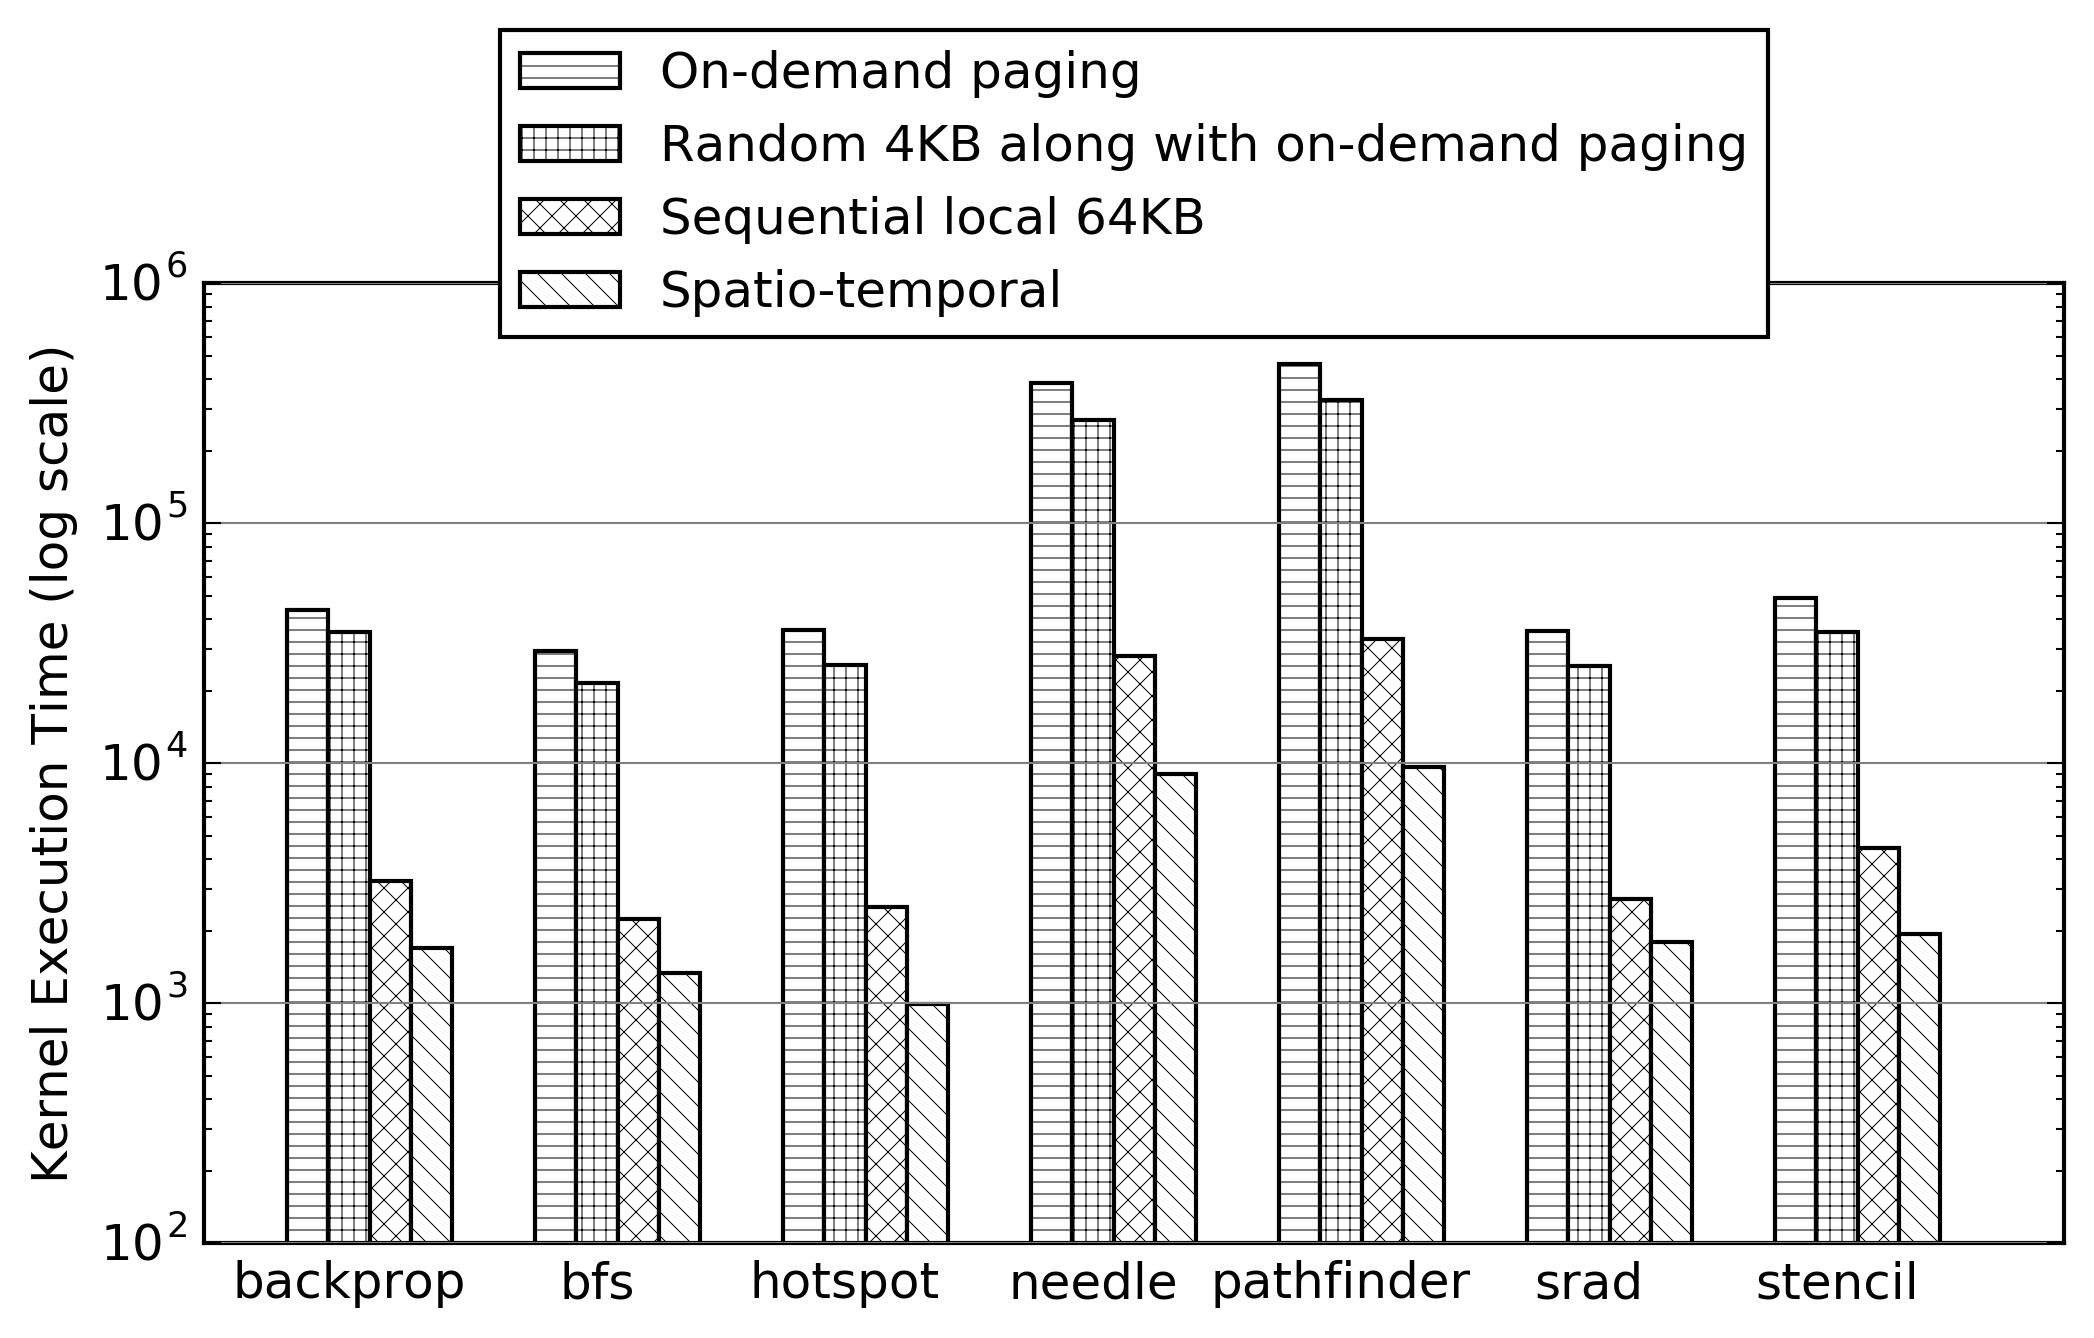 On-demand paging
Random 4KB along with on-demand paging
Sequential local 64KB
Spatio-temporal
Kernel Execution Time (log scale)
10^6
10^5
10^4
10^3
10^2
backprop bfs hotspot needle pathfinder srad stencil